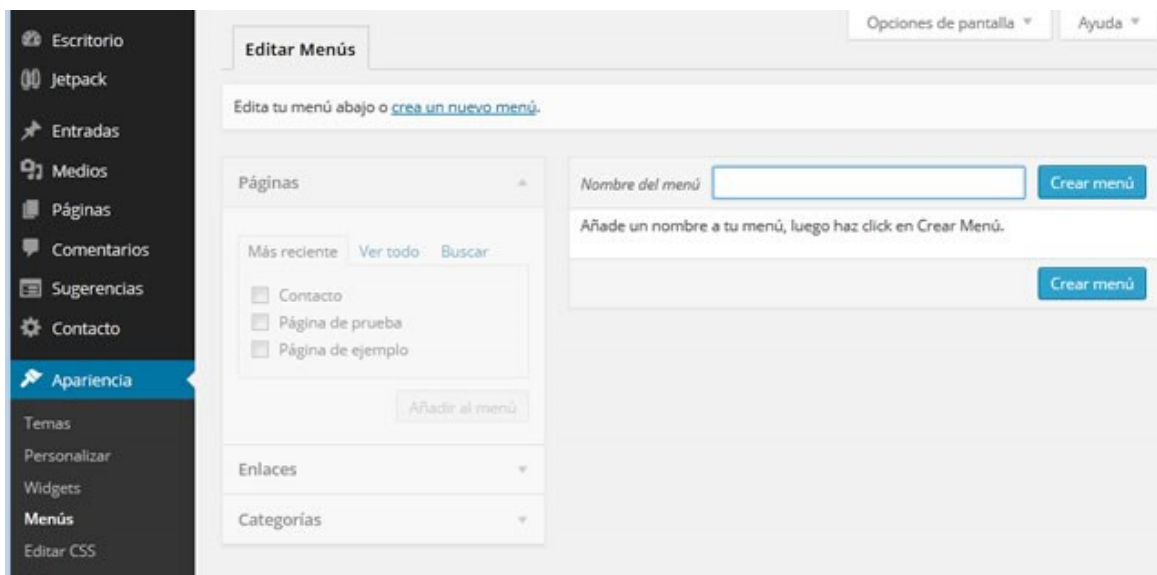 Escritorio
Jetpack
Entradas
Medios
Páginas
Comentarios
Sugerencias
Contacto
Apariencia
Temas
Personalizar
Widgets
Menús
Editar CSS
Opciones de pantalla
Ayuda
Editar Menús
Edita tu menú abajo o crea un nuevo menú.
Páginas
Más reciente Ver todo Buscar
Contacto
Página de prueba
Página de ejemplo
Añadir al menú
Enlaces
Categorías
Nombre del menú Crear menú
Añade un nombre a tu menú, luego haz click en Crear Menú.
Crear menú